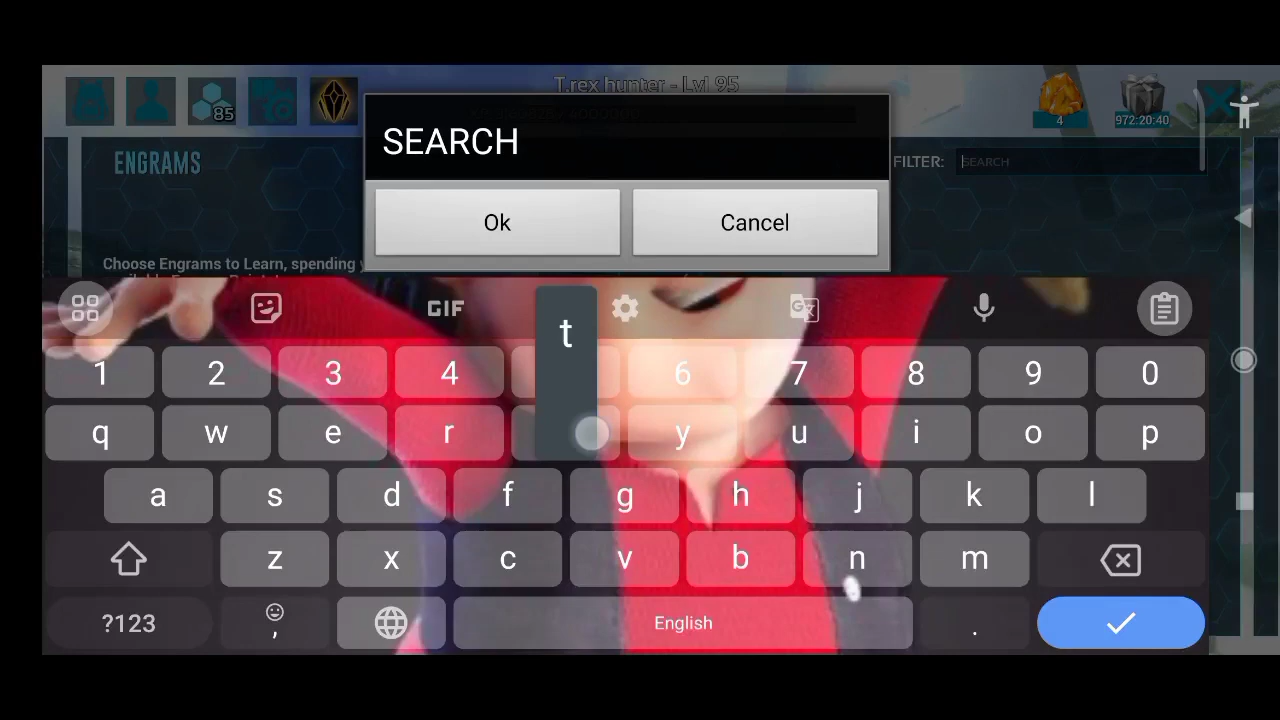 T.rex hunter - Lvl 95
85
4
972:20:40
SEARCH
ENGRAMS
FILTER:
SEARCH
Ok
Cancel
Choose Engrams to Learn, spending
GIF
t
1 2 3 4 6 7 8 9 0
q w e r y u i o p
a s d f g h j k l
z x c v b n m
?123
,
English
.